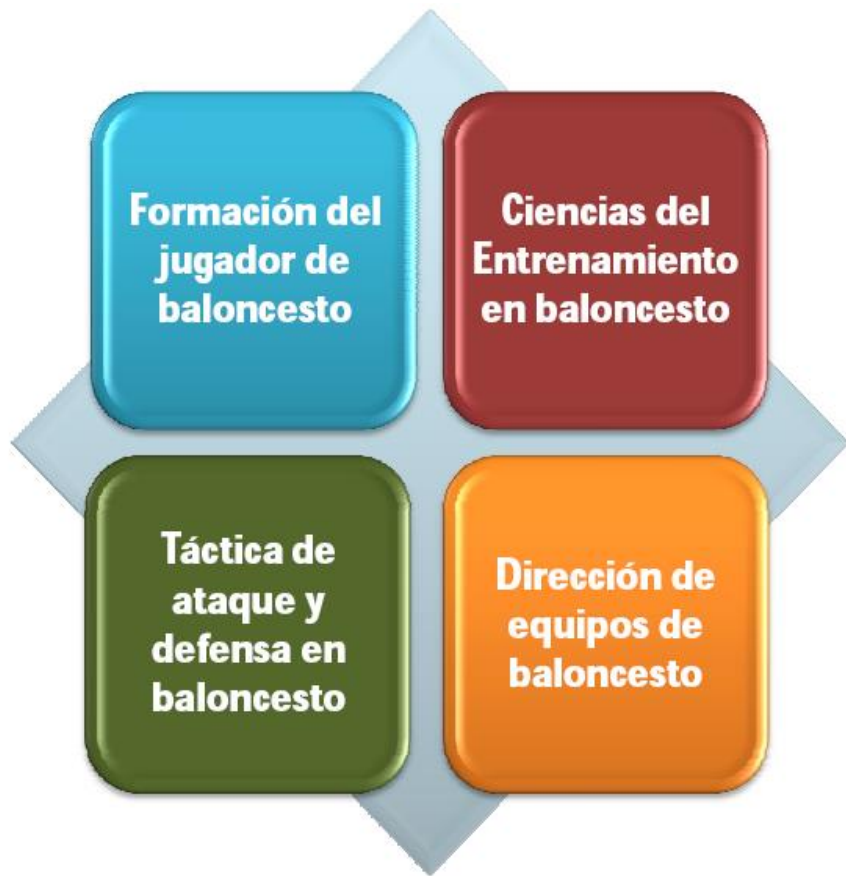 Formación del
jugador de
baloncesto
Ciencias del
Entrenamiento
en baloncesto
Táctica de
ataque y
defensa en
baloncesto
Dirección de
equipos de
baloncesto